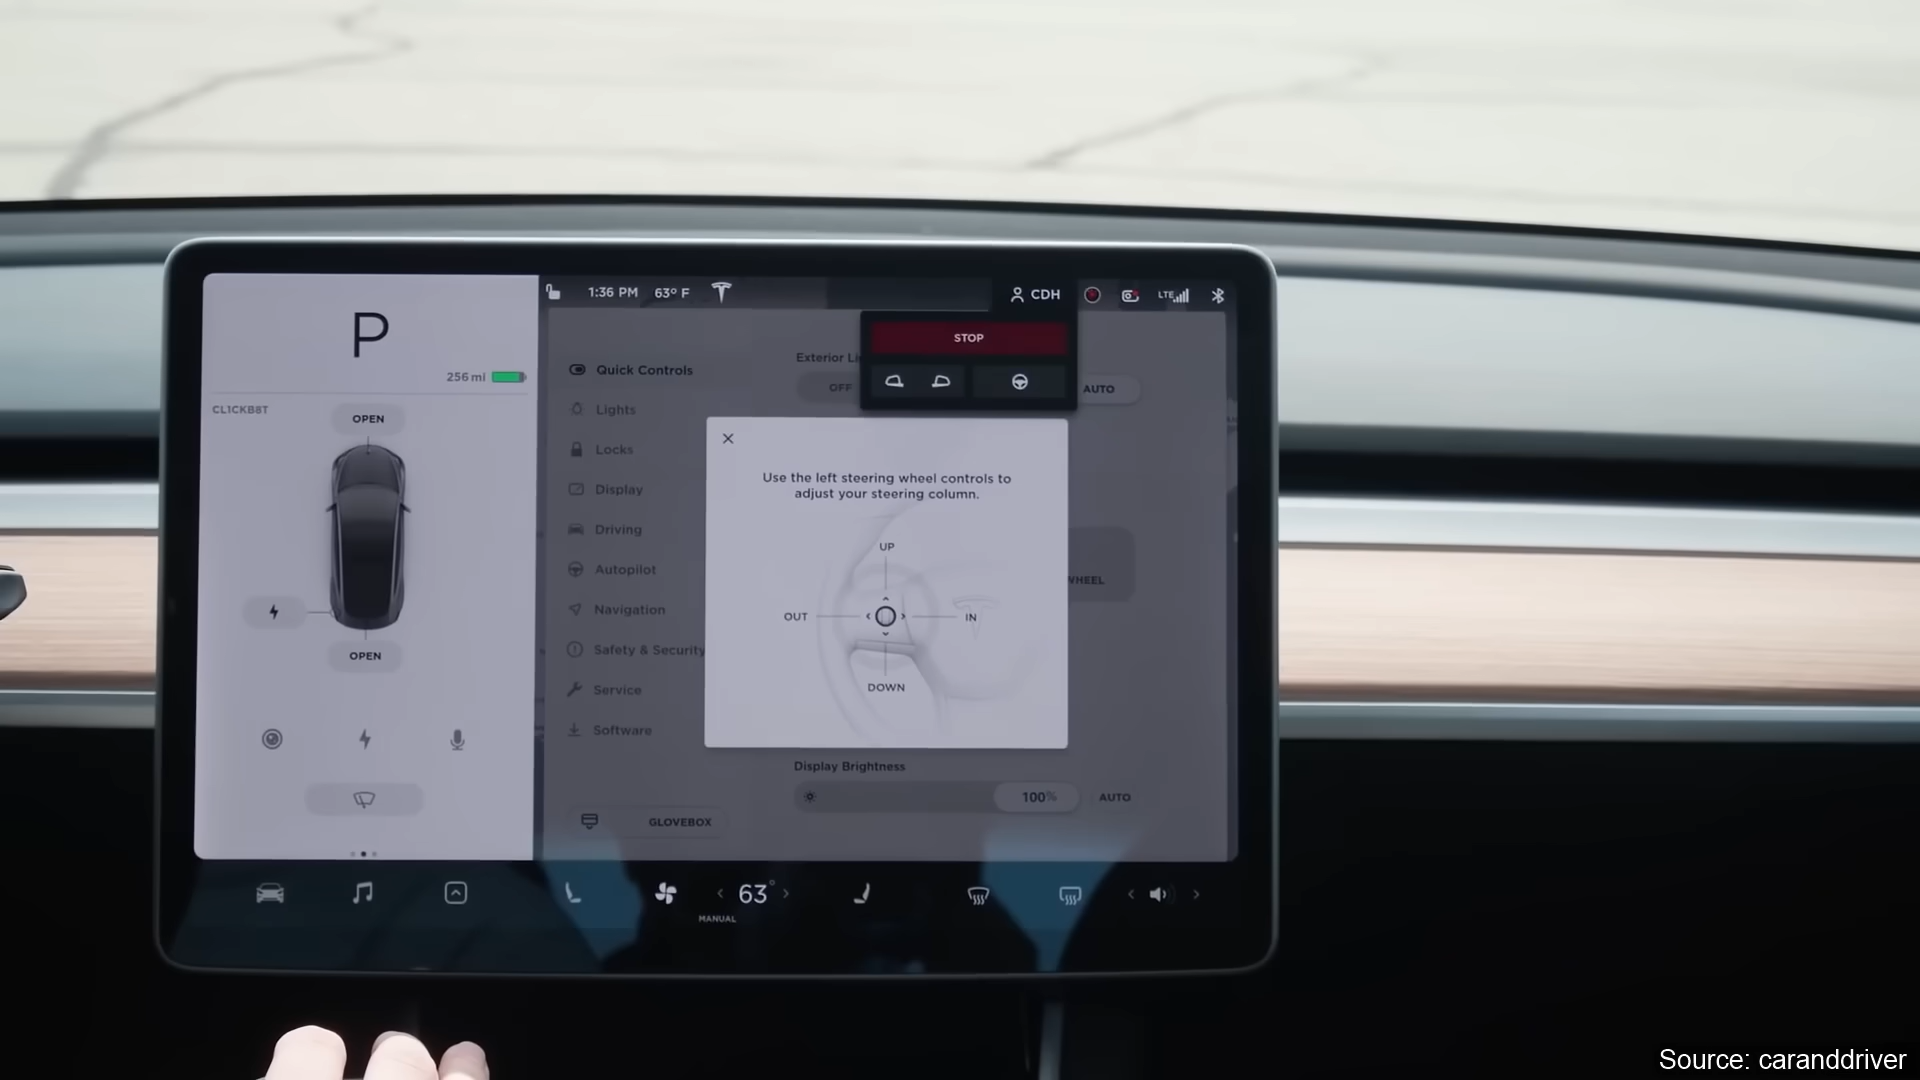 P
256 mi
CL1CKB8T
OPEN
OPEN
1:36 PM 63° F
CDH
LTE
STOP
Exterior Li
OFF
AUTO
Quick Controls
Lights
Locks
Display
Driving
Autopilot
Navigation
Safety & Security
Service
Software
GLOVEBOX
Use the left steering wheel controls to
adjust your steering column.
UP
OUT
IN
DOWN
WHEEL
Display Brightness
100%
AUTO
63°
MANUAL
Source: caranddriver